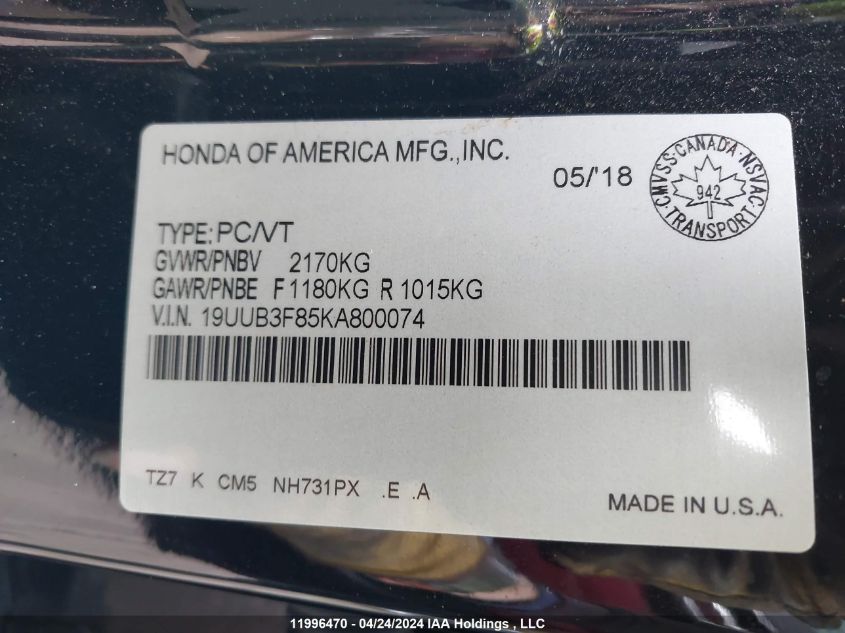 HONDA OF AMERICA MFG.,INC.
05/'18
CMVSS·CANADA·NSVAC
942
·TRANSPORT·
TYPE: PC/VT
GVWR/PNBV 2170KG
GAWR/PNBE F 1180KG R 1015KG
V.I.N. 19UUB3F85KA800074
TZ7 K CM5 NH731PX .E .A
MADE IN U.S.A.
11996470 - 04/24/2024 IAA Holdings , LLC